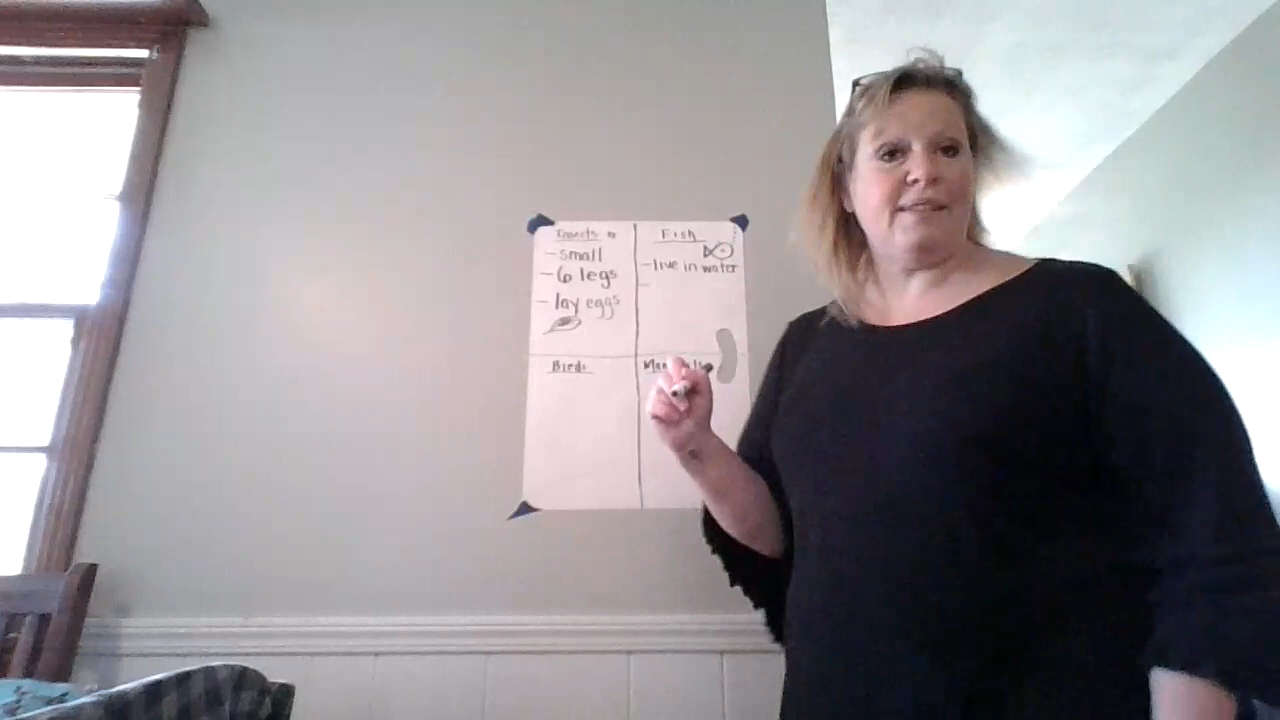 Insects
- small
- 6 legs
- lay eggs
Fish
- live in water
-
Birds